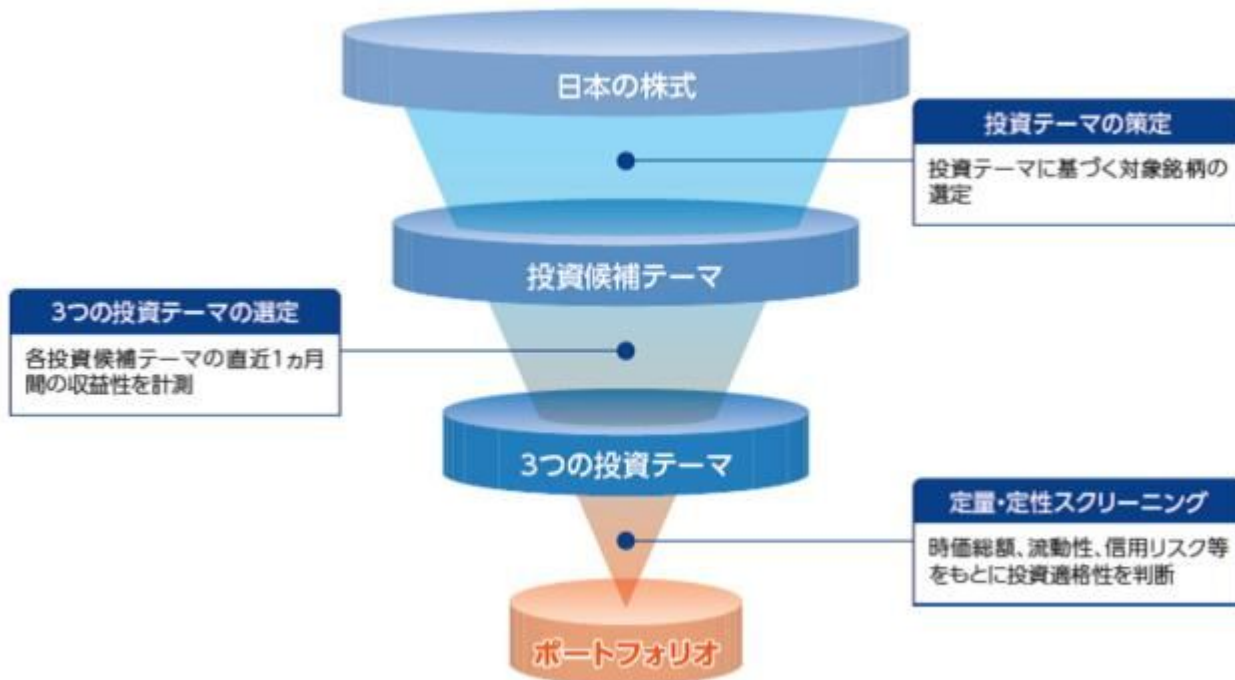 日本の株式
投資テーマの策定
投資テーマに基づく対象銘柄の
選定
投資候補テーマ
3つの投資テーマの選定
各投資候補テーマの直近1ヵ月
間の収益性を計測
3つの投資テーマ
定量・定性スクリーニング
時価総額、流動性、信用リスク等
をもとに投資適格性を判断
ポートフォリオ